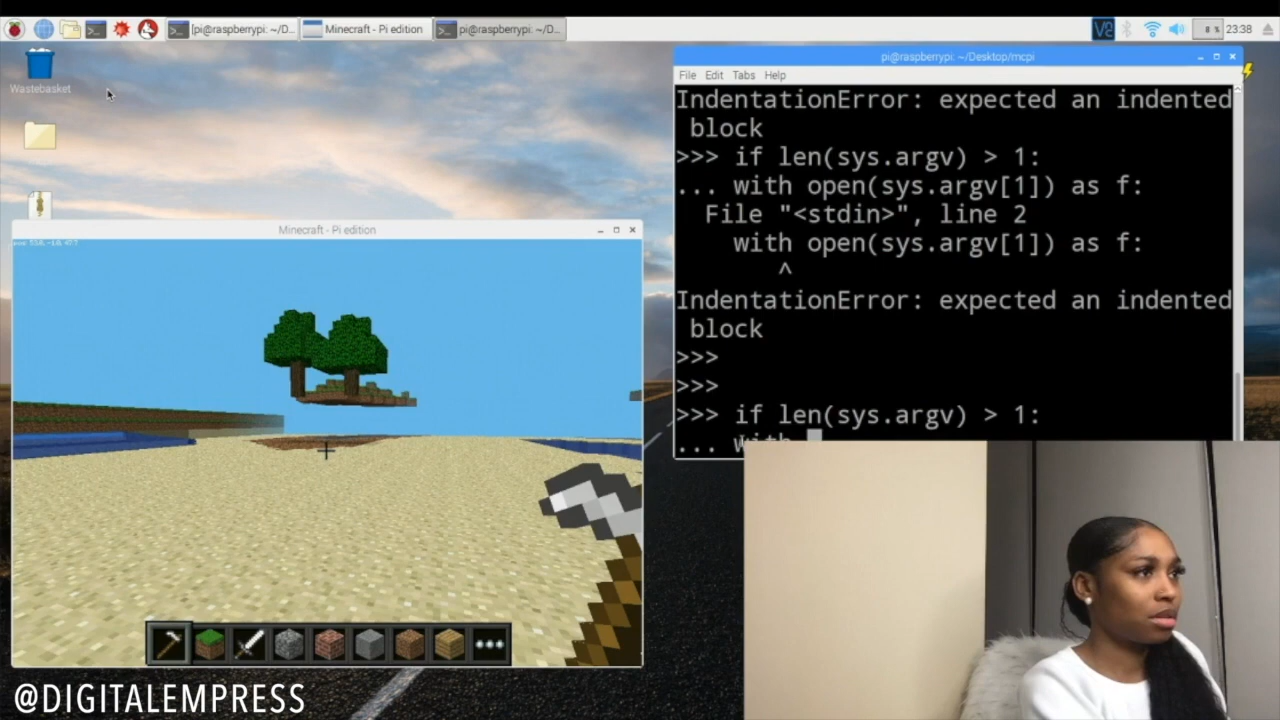 [pi@raspberrypi: ~/D...
Minecraft - Pi edition
pi@raspberrypi: ~/D...
8 %
23:38
Wastebasket
pi@raspberrypi: ~/Desktop/mcpi
File Edit Tabs Help
IndentationError: expected an indented
block
>>> if len(sys.argv) > 1:
... with open(sys.argv[1]) as f:
File "<stdin>", line 2
with open(sys.argv[1]) as f:
^
IndentationError: expected an indented
block
>>>
>>>
>>> if len(sys.argv) > 1:
... with
Minecraft - Pi edition
@DIGITALEMPRESS